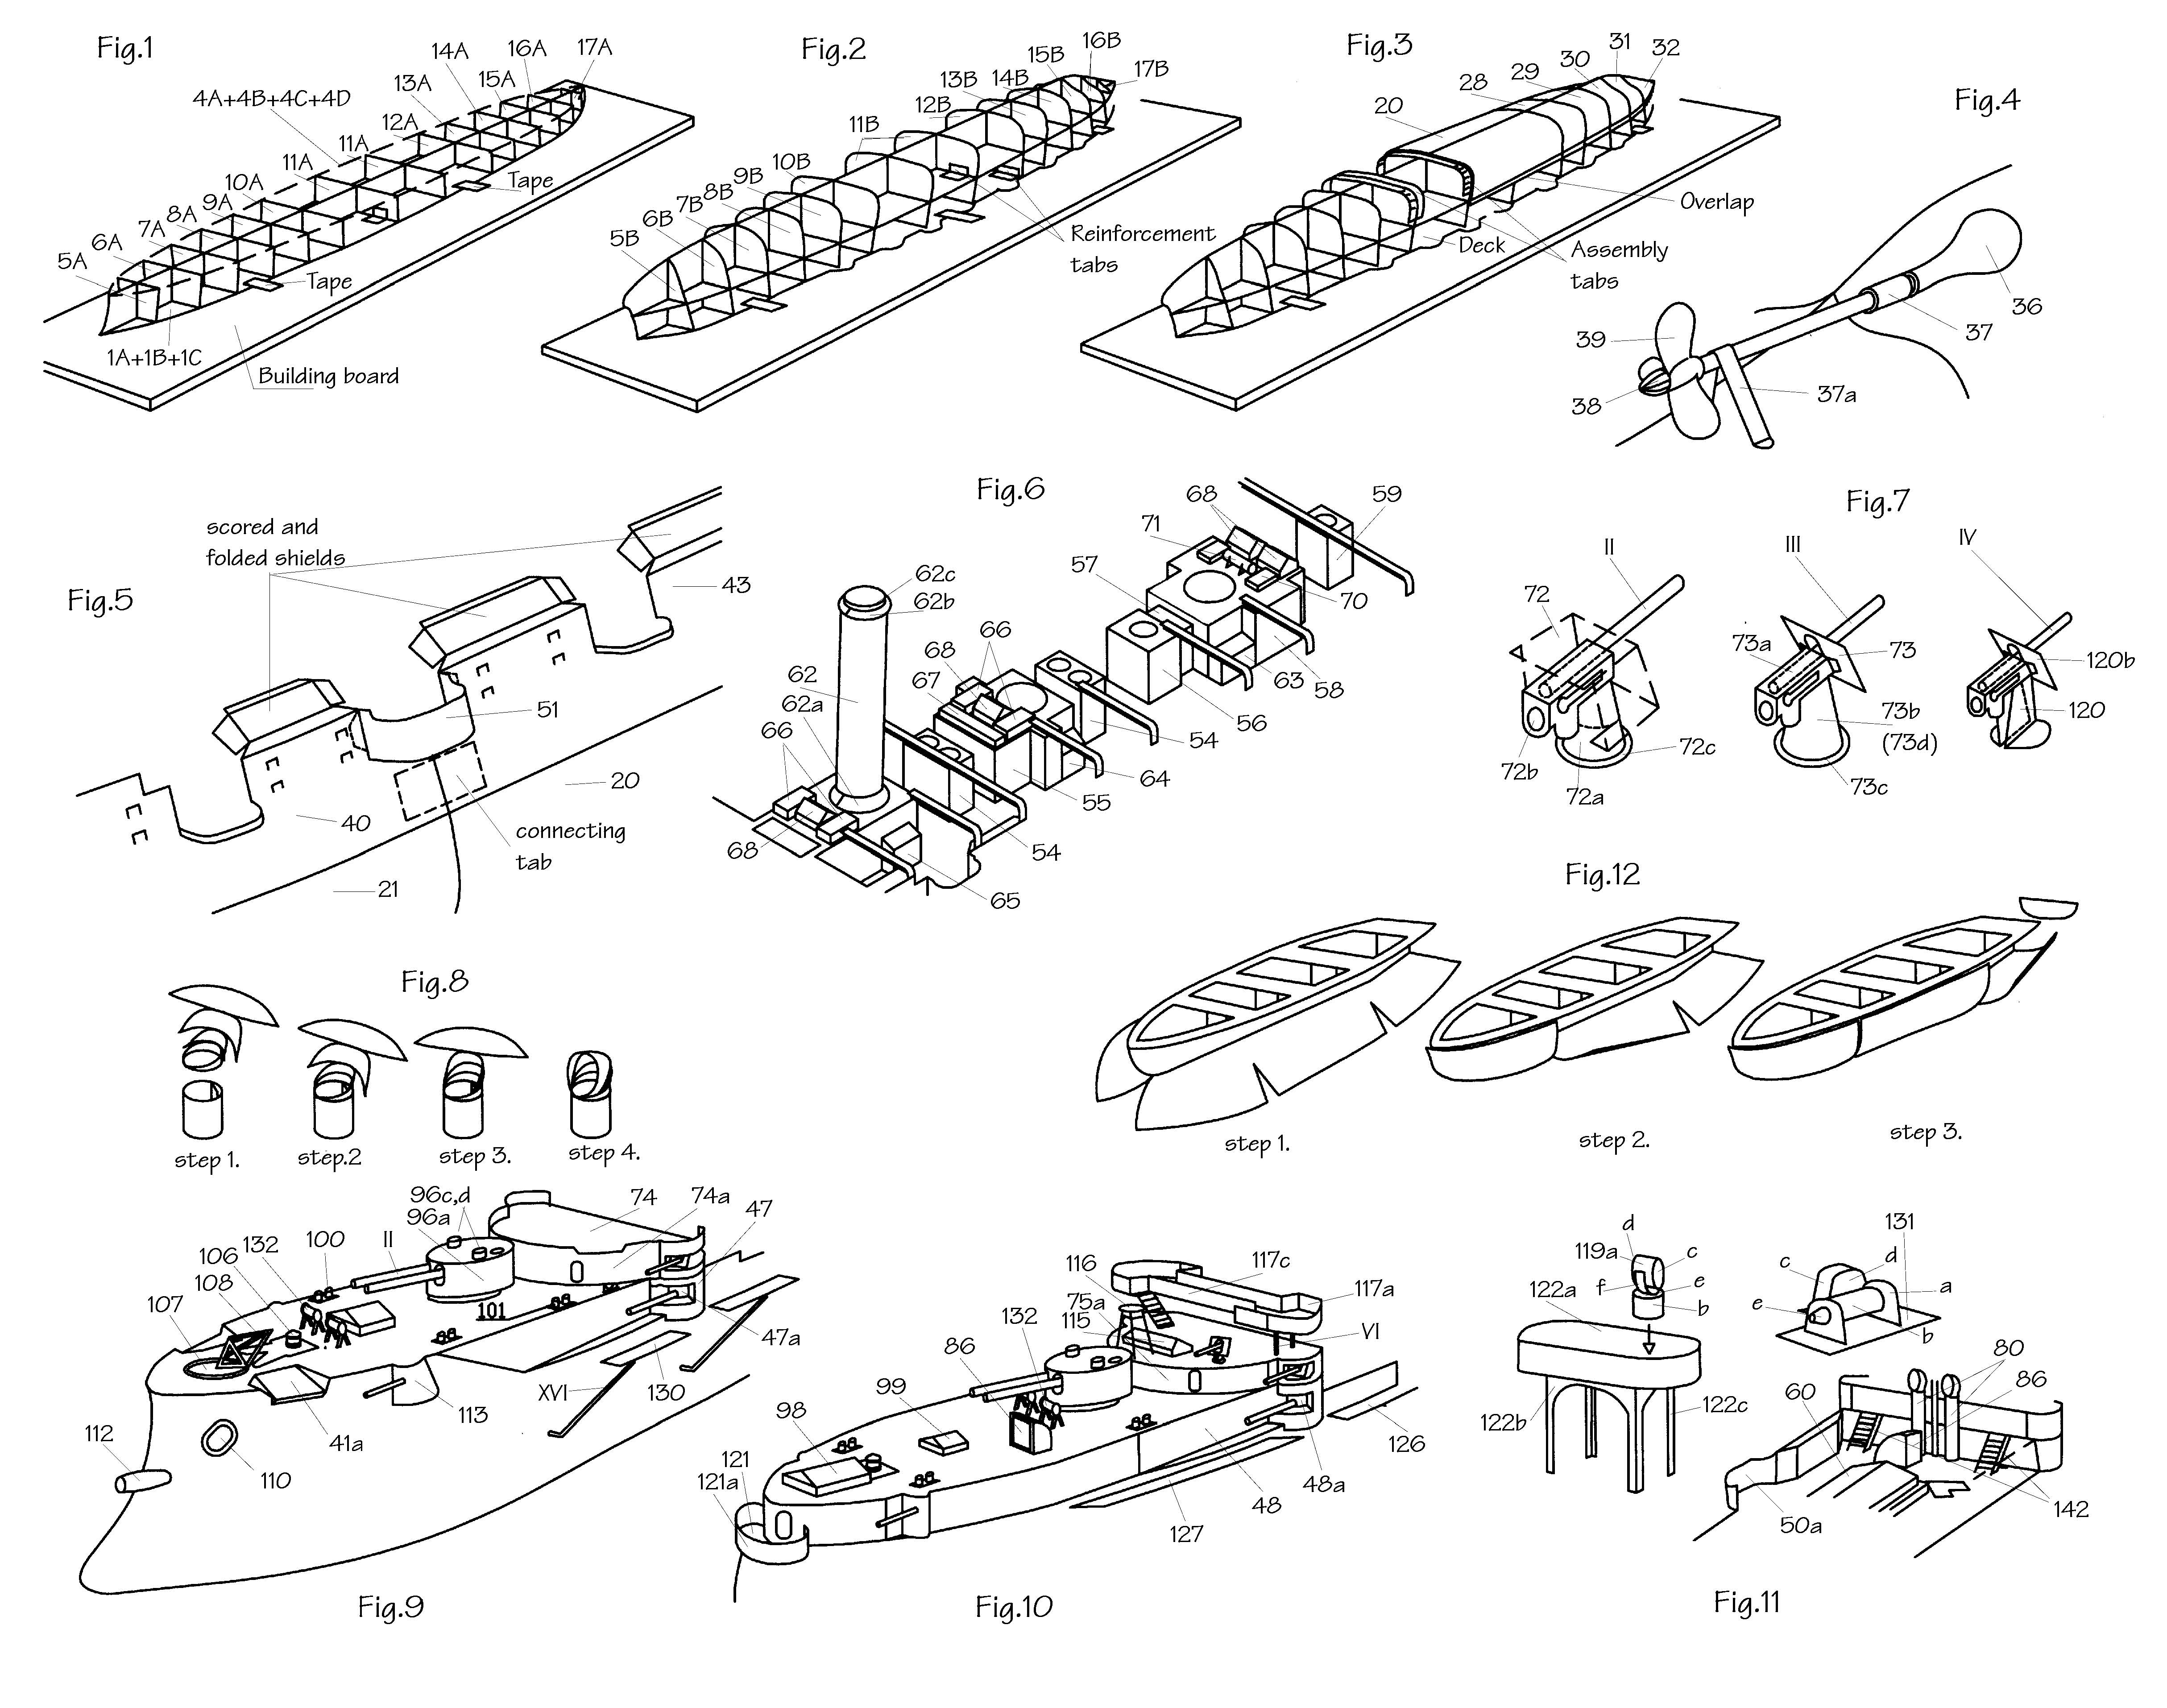 Fig.1
14A
16A
17A
15A
13A
4A+4B+4C+4D
12A
11A
11A
10A
9A
8A
7A
6A
5A
Tape
Tape
1A+1B+1C
Building board
Fig.2
16B
15B
17B
14B
13B
12B
11B
10B
9B
8B
7B
6B
5B
Reinforcement
tabs
Fig.3
31
32
30
29
28
20
Overlap
Deck
Assembly
tabs
Fig.4
36
37
39
38
37a
Fig.5
scored and
folded shields
43
51
20
40
connecting
tab
21
Fig.6
68
59
71
57
62c
62b
70
66
68
67
62
62a
63
58
56
54
66
64
55
68
54
65
Fig.7
II
III
IV
72
73a
73
120b
73b
(73d)
120
72b
72c
72a
73c
Fig.8
step 1.
step.2
step 3.
step 4.
Fig.12
step 1.
step 2.
step 3.
96c,d
96a
74
74a
47
II
100
132
106
108
107
101
47a
XVI
130
113
41a
112
110
Fig.9
116
117c
117a
75a
115
132
VI
86
99
98
126
121
121a
48a
48
127
Fig.10
d
119a
c
f
e
b
122a
122b
122c
131
c
d
a
e
b
80
86
60
142
50a
Fig.11